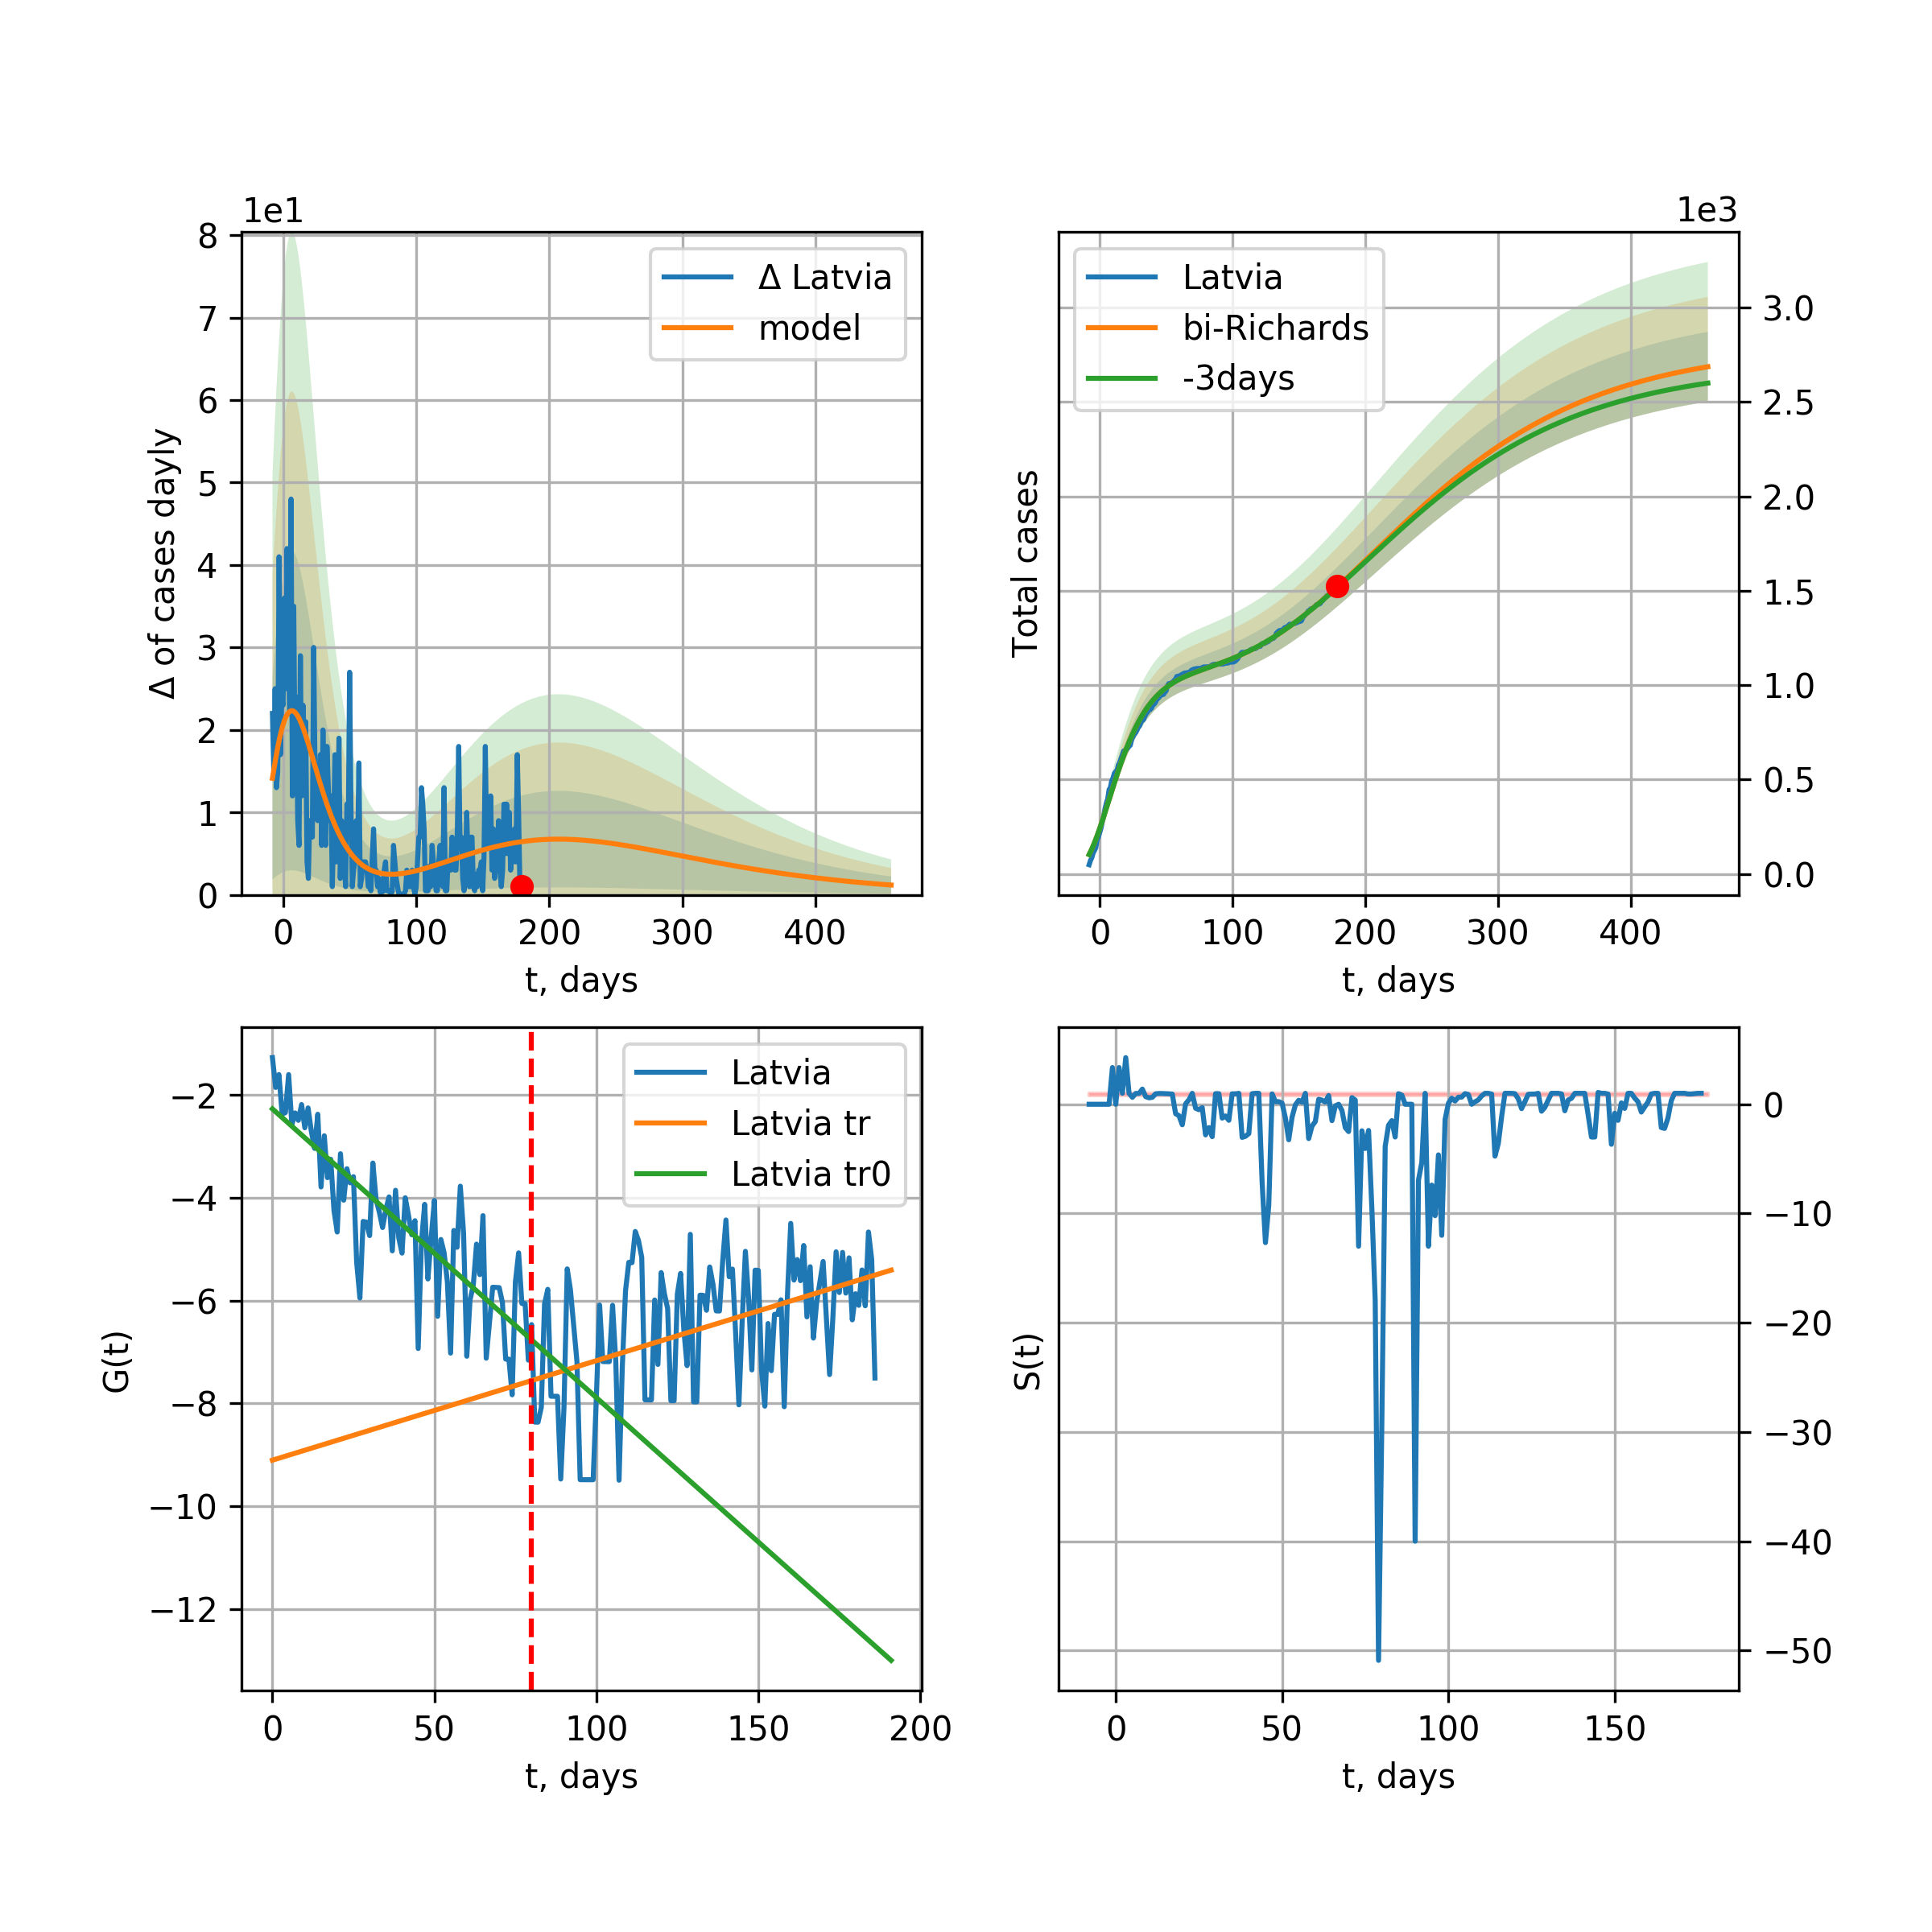 1e1
8
7
6
5
4
3
2
1
0
Δ of cases dayly
Δ Latvia
model
0 100 200 300 400
t, days
1e3
Total cases
Latvia
bi-Richards
-3days
3.0
2.5
2.0
1.5
1.0
0.5
0.0
0 100 200 300 400
t, days
−2
−4
−6
−8
−10
−12
G(t)
Latvia
Latvia tr
Latvia tr0
0 50 100 150 200
t, days
S(t)
0
−10
−20
−30
−40
−50
0 50 100 150
t, days